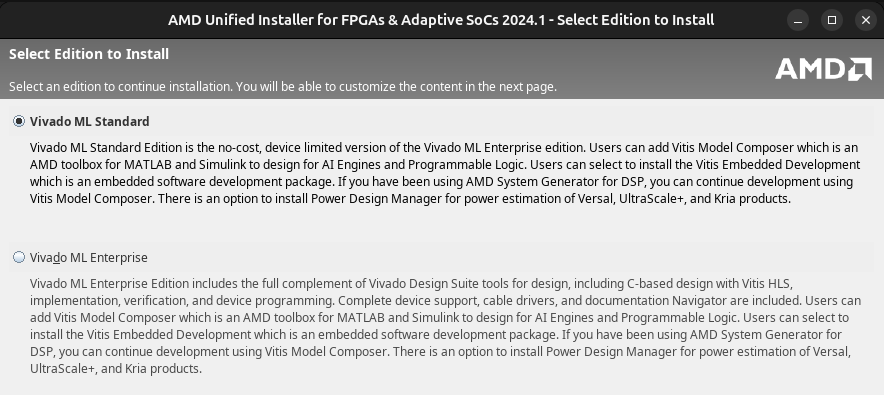 AMD Unified Installer for FPGAs & Adaptive SoCs 2024.1 - Select Edition to Install
Select Edition to Install
Select an edition to continue installation. You will be able to customize the content in the next page.
AMD
Vivado ML Standard
Vivado ML Standard Edition is the no-cost, device limited version of the Vivado ML Enterprise edition. Users can add Vitis Model Composer which is an
AMD toolbox for MATLAB and Simulink to design for AI Engines and Programmable Logic. Users can select to install the Vitis Embedded Development
which is an embedded software development package. If you have been using AMD System Generator for DSP, you can continue development using
Vitis Model Composer. There is an option to install Power Design Manager for power estimation of Versal, UltraScale+, and Kria products.
Vivado ML Enterprise
Vivado ML Enterprise Edition includes the full complement of Vivado Design Suite tools for design, including C-based design with Vitis HLS,
implementation, verification, and device programming. Complete device support, cable drivers, and documentation Navigator are included. Users can
add Vitis Model Composer which is an AMD toolbox for MATLAB and Simulink to design for AI Engines and Programmable Logic. Users can select to
install the Vitis Embedded Development which is an embedded software development package. If you have been using AMD System Generator for
DSP, you can continue development using Vitis Model Composer. There is an option to install Power Design Manager for power estimation of Versal,
UltraScale+, and Kria products.